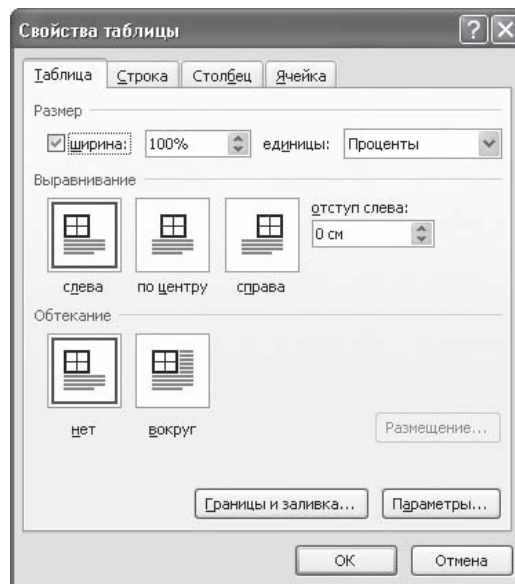 Свойства таблицы
Таблица Строка Столбец Ячейка
Размер
ширина: 100% единицы: Проценты
Выравнивание
отступ слева:
0 см
слева по центру справа
Обтекание
нет вокруг
Размещение...
Границы и заливка... Параметры...
ОК Отмена